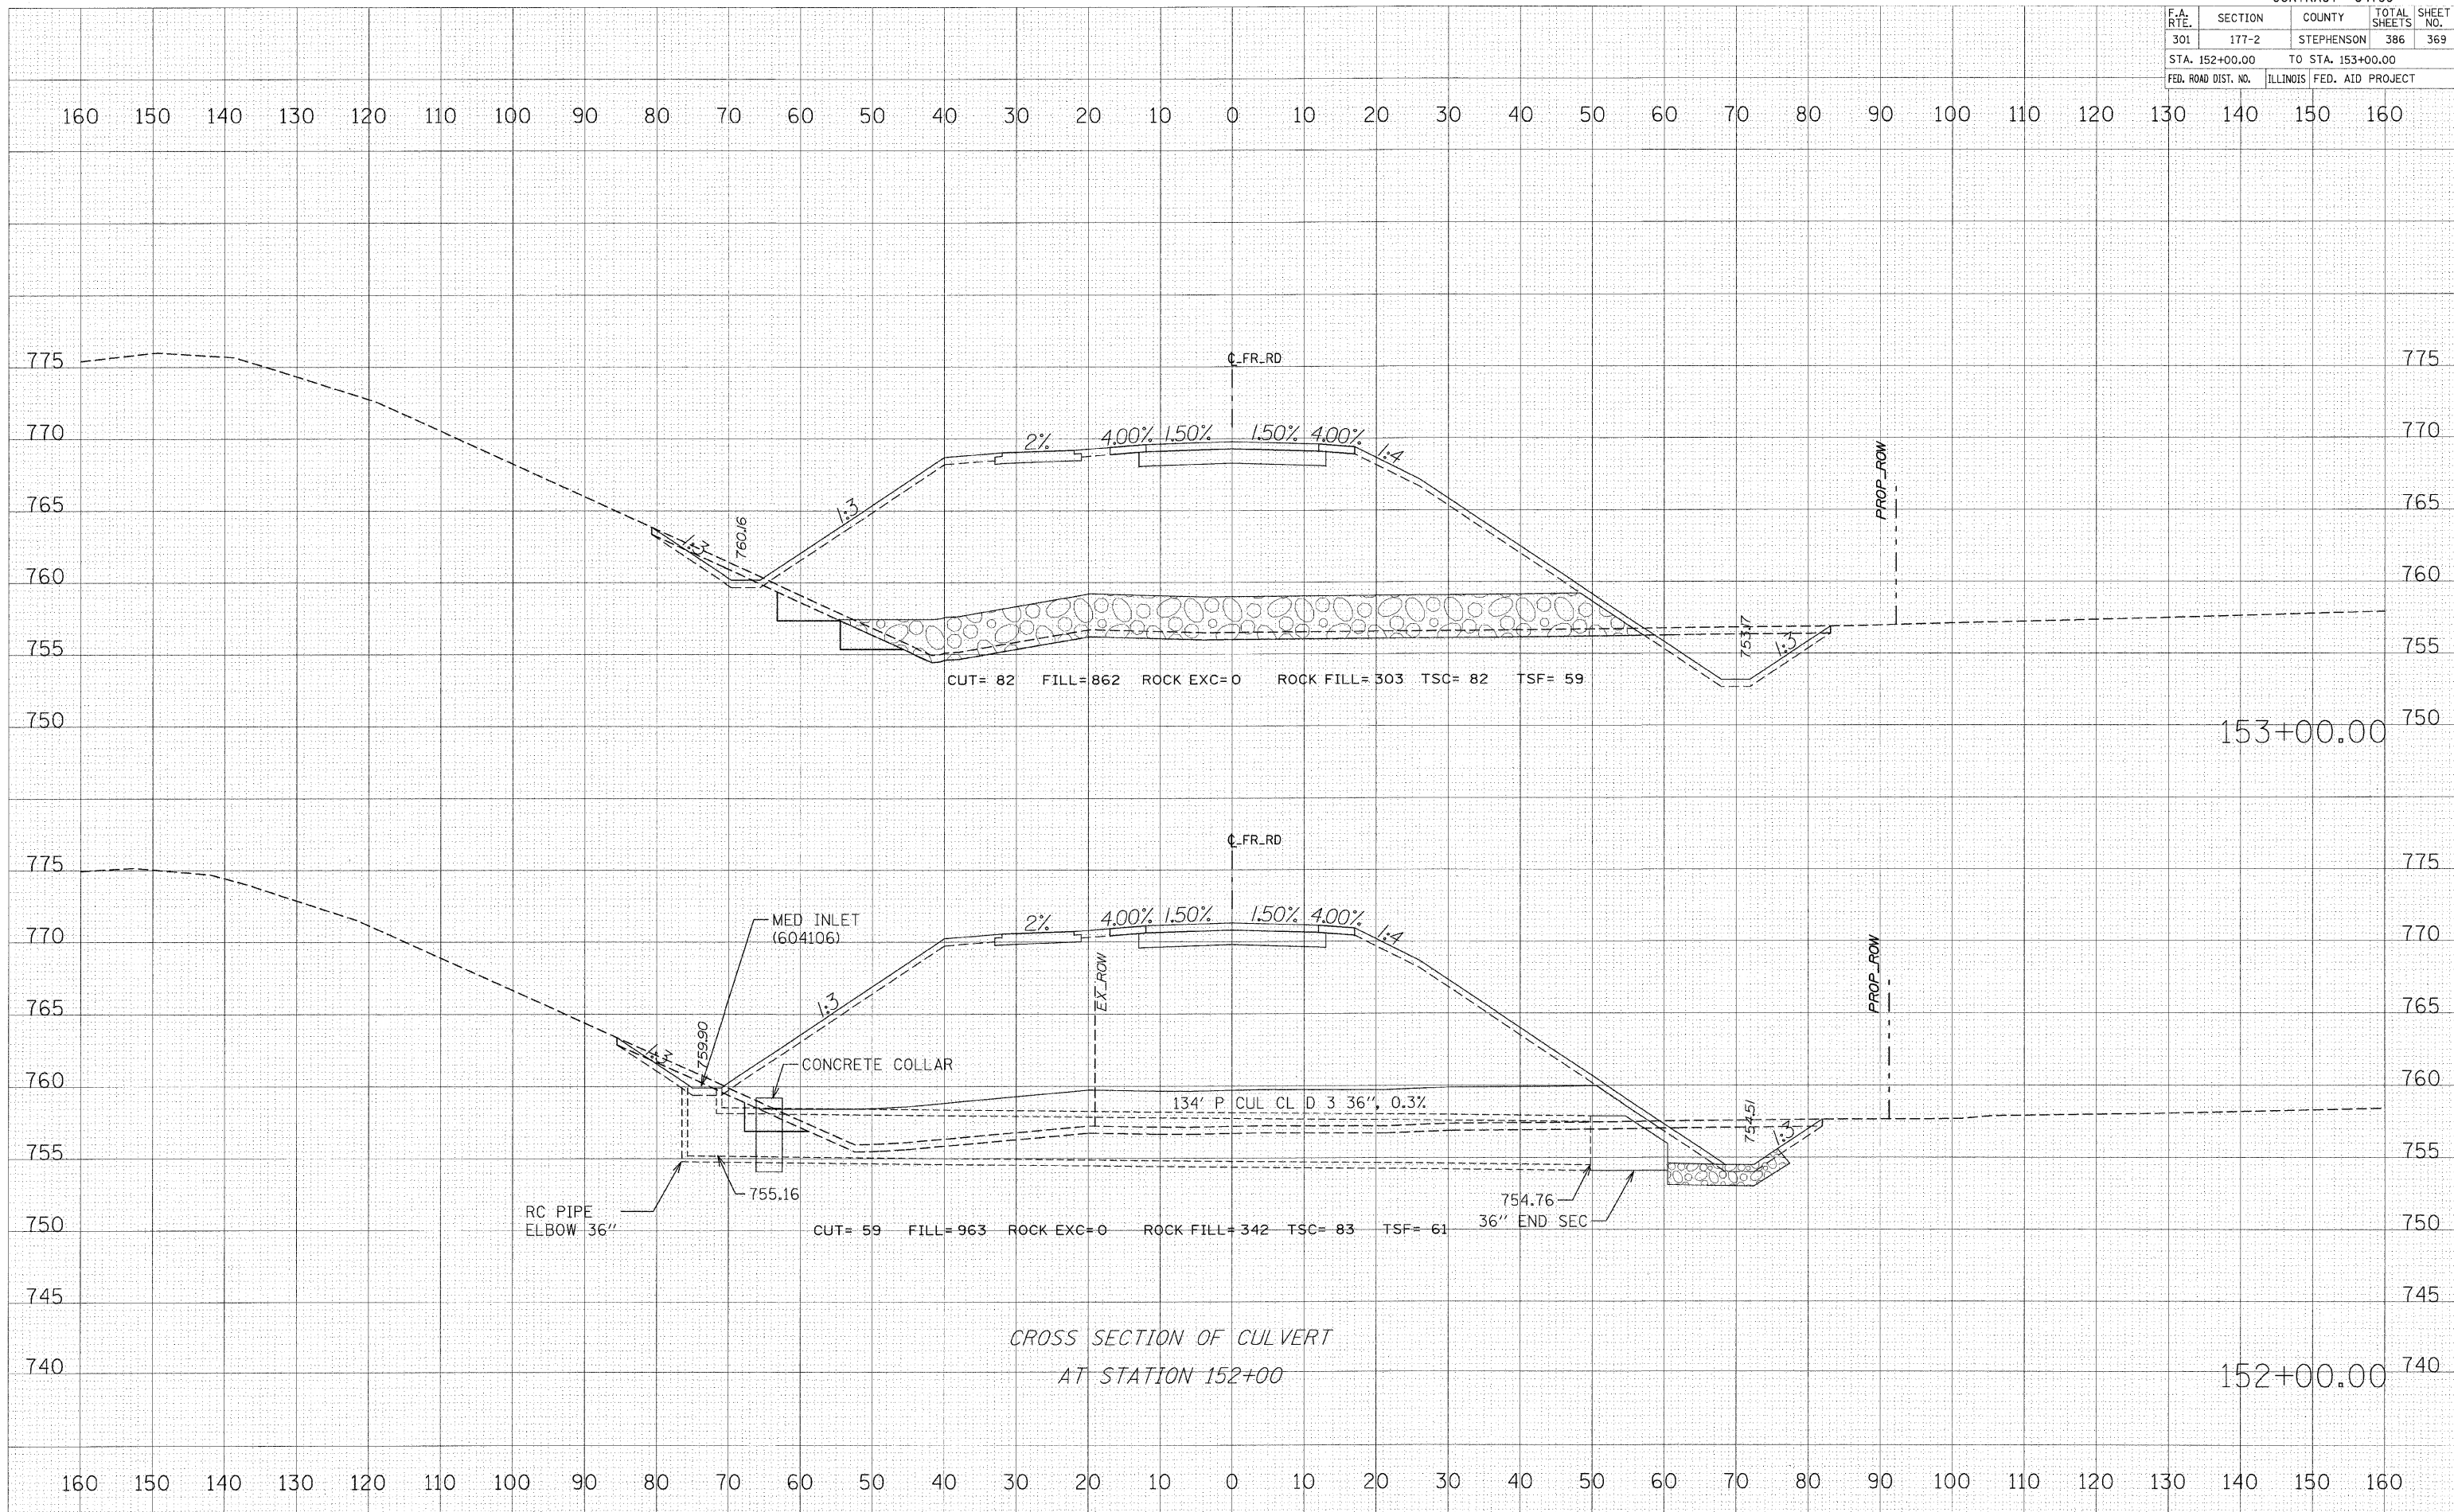 F.A. RTE. SECTION COUNTY TOTAL SHEETS SHEET NO.
301 177-2 STEPHENSON 386 369
STA. 152+00.00 TO STA. 153+00.00
FED. ROAD DIST. NO. ILLINOIS FED. AID PROJECT
160 150 140 130 120 110 100 90 80 70 60 50 40 30 20 10 0 10 20 30 40 50 60 70 80 90 100 110 120 130 140 150 160
775 ℄_FR_RD 775
770 2% 4.00% 1.50% 1.50% 4.00% 1:4 770
765 1:3 PROP_ROW 765
1:3 760.16
760 760
755 753.17 1:3 755
CUT= 82 FILL= 862 ROCK EXC= 0 ROCK FILL= 303 TSC= 82 TSF= 59
750 153+00.00 750
℄_FR_RD
775 775
MED INLET
(604106)
770 2% 4.00% 1.50% 1.50% 4.00% 1:4 770
765 1:3 EX_ROW PROP_ROW 765
1:3 759.90
CONCRETE COLLAR
760 760
134' P CUL CL D 3 36", 0.3%
755 754.51 1:3 755
755.16 754.76
RC PIPE
ELBOW 36"
36" END SEC
750 CUT= 59 FILL= 963 ROCK EXC= 0 ROCK FILL= 342 TSC= 83 TSF= 61 750
745 745
CROSS SECTION OF CULVERT
AT STATION 152+00
740 152+00.00 740
160 150 140 130 120 110 100 90 80 70 60 50 40 30 20 10 0 10 20 30 40 50 60 70 80 90 100 110 120 130 140 150 160